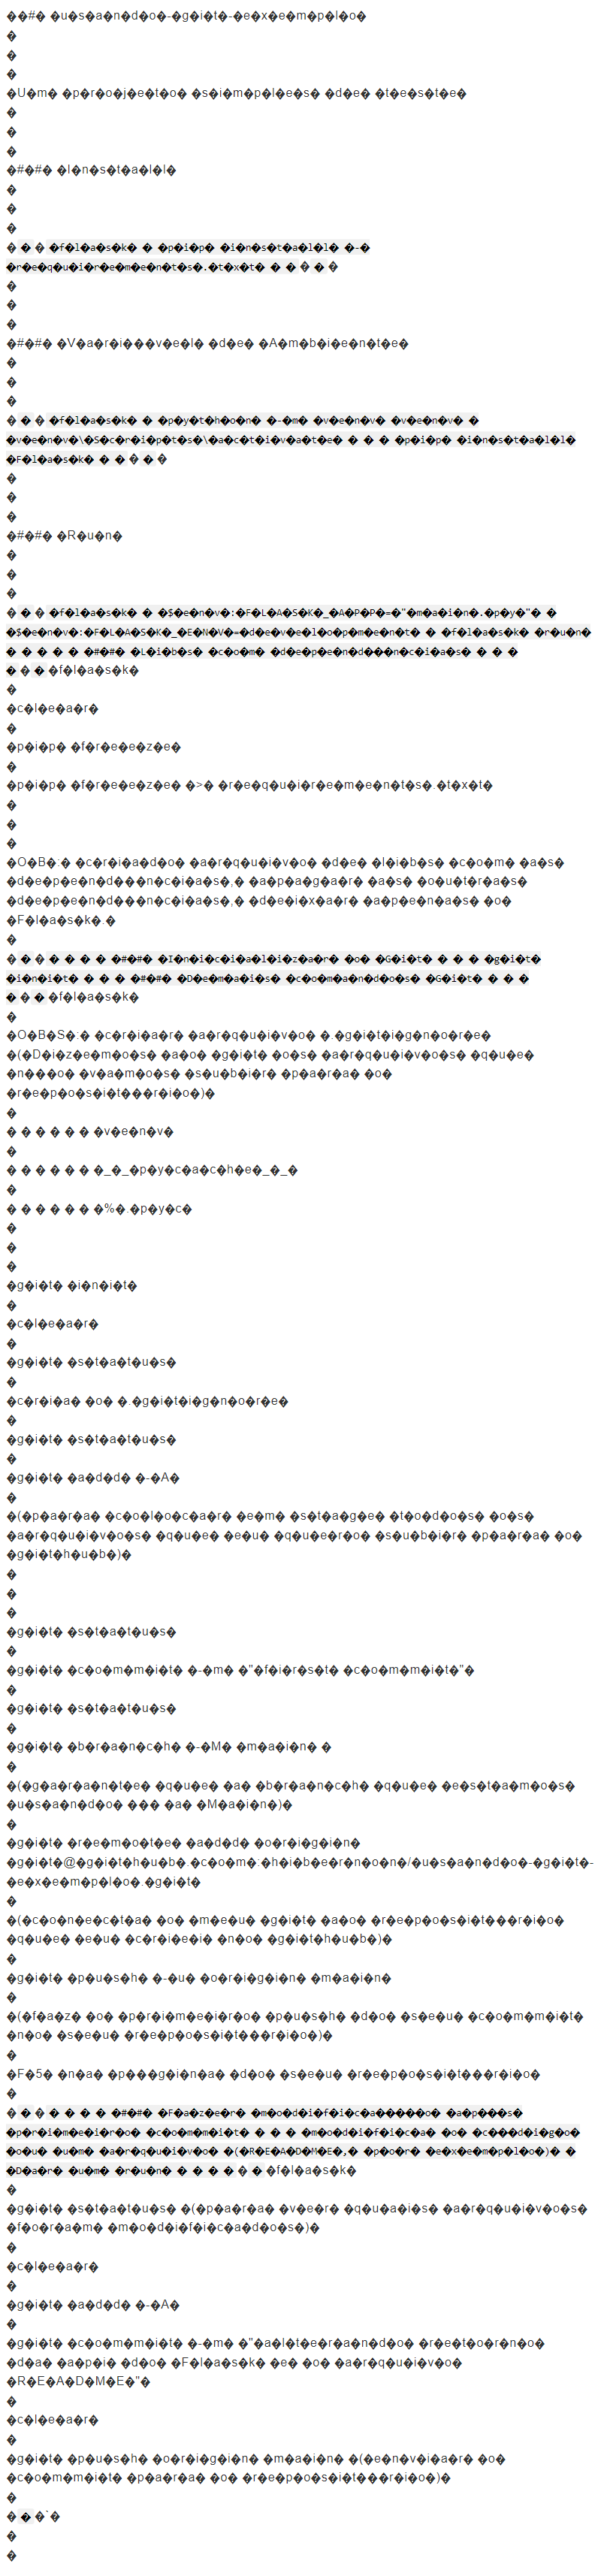 ��#� �u�s�a�n�d�o�-�g�i�t�-�e�x�e�m�p�l�o�
�
�
�
�U�m� �p�r�o�j�e�t�o� �s�i�m�p�l�e�s� �d�e� �t�e�s�t�e�
�
�
�
�#�#� �I�n�s�t�a�l�l�
�
�
�
� � � �f�l�a�s�k� � �p�i�p� �i�n�s�t�a�l�l� �-�
�r�e�q�u�i�r�e�m�e�n�t�s�.�t�x�t� � � � � �
�
�
�
�#�#� �V�a�r�i���v�e�l� �d�e� �A�m�b�i�e�n�t�e�
�
�
�
� � � �f�l�a�s�k� � �p�y�t�h�o�n� �-�m� �v�e�n�v� �v�e�n�v� �
�v�e�n�v�\�S�c�r�i�p�t�s�\�a�c�t�i�v�a�t�e� � � � �p�i�p� �i�n�s�t�a�l�l�
�F�l�a�s�k� � � � � �
�
�
�
�#�#� �R�u�n�
�
�
�
� � � �f�l�a�s�k� � �$�e�n�v�:�F�L�A�S�K�_�A�P�P�=�"�m�a�i�n�.�p�y�"� �
�$�e�n�v�:�F�L�A�S�K�_�E�N�V�=�d�e�v�e�l�o�p�m�e�n�t� � �f�l�a�s�k� �r�u�n�
� � � � � �#�#� �L�i�b�s� �c�o�m� �d�e�p�e�n�d���n�c�i�a�s� � � �
� � � �f�l�a�s�k�
�
�c�l�e�a�r�
�
�p�i�p� �f�r�e�e�z�e�
�
�p�i�p� �f�r�e�e�z�e� �>� �r�e�q�u�i�r�e�m�e�n�t�s�.�t�x�t�
�
�
�
�O�B�:� �c�r�i�a�d�o� �a�r�q�u�i�v�o� �d�e� �l�i�b�s� �c�o�m� �a�s�
�d�e�p�e�n�d���n�c�i�a�s�,� �a�p�a�g�a�r� �a�s� �o�u�t�r�a�s�
�d�e�p�e�n�d���n�c�i�a�s�,� �d�e�i�x�a�r� �a�p�e�n�a�s� �o�
�F�l�a�s�k�.�
�
� � � � � � � �#�#� �I�n�i�c�i�a�l�i�z�a�r� �o� �G�i�t� � � � �g�i�t�
�i�n�i�t� � � � �#�#� �D�e�m�a�i�s� �c�o�m�a�n�d�o�s� �G�i�t� � � �
� � � �f�l�a�s�k�
�
�O�B�S�:� �c�r�i�a�r� �a�r�q�u�i�v�o� �.�g�i�t�i�g�n�o�r�e�
�(�D�i�z�e�m�o�s� �a�o� �g�i�t� �o�s� �a�r�q�u�i�v�o�s� �q�u�e�
�n���o� �v�a�m�o�s� �s�u�b�i�r� �p�a�r�a� �o�
�r�e�p�o�s�i�t���r�i�o�)�
�
� � � � � � �v�e�n�v�
�
� � � � � � �_�_�p�y�c�a�c�h�e�_�_�
�
� � � � � � �%�.�p�y�c�
�
�
�
�g�i�t� �i�n�i�t�
�
�c�l�e�a�r�
�
�g�i�t� �s�t�a�t�u�s�
�
�c�r�i�a� �o� �.�g�i�t�i�g�n�o�r�e�
�
�g�i�t� �s�t�a�t�u�s�
�
�g�i�t� �a�d�d� �-�A�
�
�(�p�a�r�a� �c�o�l�o�c�a�r� �e�m� �s�t�a�g�e� �t�o�d�o�s� �o�s�
�a�r�q�u�i�v�o�s� �q�u�e� �e�u� �q�u�e�r�o� �s�u�b�i�r� �p�a�r�a� �o�
�g�i�t�h�u�b�)�
�
�
�
�g�i�t� �s�t�a�t�u�s�
�
�g�i�t� �c�o�m�m�i�t� �-�m� �"�f�i�r�s�t� �c�o�m�m�i�t�"�
�
�g�i�t� �s�t�a�t�u�s�
�
�g�i�t� �b�r�a�n�c�h� �-�M� �m�a�i�n� �
�
�(�g�a�r�a�n�t�e� �q�u�e� �a� �b�r�a�n�c�h� �q�u�e� �e�s�t�a�m�o�s�
�u�s�a�n�d�o� ��� �a� �M�a�i�n�)�
�
�g�i�t� �r�e�m�o�t�e� �a�d�d� �o�r�i�g�i�n�
�g�i�t�@�g�i�t�h�u�b�.�c�o�m�:�h�i�b�e�r�n�o�n�/�u�s�a�n�d�o�-�g�i�t�-
�e�x�e�m�p�l�o�.�g�i�t�
�
�(�c�o�n�e�c�t�a� �o� �m�e�u� �g�i�t� �a�o� �r�e�p�o�s�i�t���r�i�o�
�q�u�e� �e�u� �c�r�i�e�i� �n�o� �g�i�t�h�u�b�)�
�
�g�i�t� �p�u�s�h� �-�u� �o�r�i�g�i�n� �m�a�i�n�
�
�(�f�a�z� �o� �p�r�i�m�e�i�r�o� �p�u�s�h� �d�o� �s�e�u� �c�o�m�m�i�t�
�n�o� �s�e�u� �r�e�p�o�s�i�t���r�i�o�)�
�
�F�5� �n�a� �p���g�i�n�a� �d�o� �s�e�u� �r�e�p�o�s�i�t���r�i�o�
�
� � � � � � � �#�#� �F�a�z�e�r� �m�o�d�i�f�i�c�a�����o� �a�p���s�
�p�r�i�m�e�i�r�o� �c�o�m�m�i�t� � � � �m�o�d�i�f�i�c�a� �o� �c���d�i�g�o�
�o�u� �u�m� �a�r�q�u�i�v�o� �(�R�E�A�D�M�E�,� �p�o�r� �e�x�e�m�p�l�o�)� �
�D�a�r� �u�m� �r�u�n� � � � � � � �f�l�a�s�k�
�
�g�i�t� �s�t�a�t�u�s� �(�p�a�r�a� �v�e�r� �q�u�a�i�s� �a�r�q�u�i�v�o�s�
�f�o�r�a�m� �m�o�d�i�f�i�c�a�d�o�s�)�
�
�c�l�e�a�r�
�
�g�i�t� �a�d�d� �-�A�
�
�g�i�t� �c�o�m�m�i�t� �-�m� �"�a�l�t�e�r�a�n�d�o� �r�e�t�o�r�n�o�
�d�a� �a�p�i� �d�o� �F�l�a�s�k� �e� �o� �a�r�q�u�i�v�o�
�R�E�A�D�M�E�"�
�
�c�l�e�a�r�
�
�g�i�t� �p�u�s�h� �o�r�i�g�i�n� �m�a�i�n� �(�e�n�v�i�a�r� �o�
�c�o�m�m�i�t� �p�a�r�a� �o� �r�e�p�o�s�i�t���r�i�o�)�
�
� � �`�
�
�